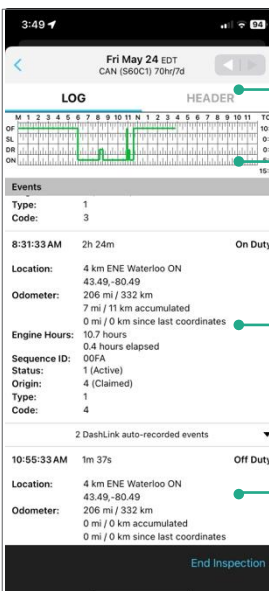 3:49
94
Fri May 24 EDT
CAN (S60C1) 70hr/7d
LOG
HEADER
M 1 2 3 4 5 6 7 8 9 10 11 N 1 2 3 4 5 6 7 8 9 10 11
OF
SL
DR
ON
Events
Type: 1
Code: 3
8:31:33 AM 2h 24m On Duty
Location: 4 km ENE Waterloo ON
43.49,-80.49
Odometer: 206 mi / 332 km
7 mi / 11 km accumulated
0 mi / 0 km since last coordinates
Engine Hours: 10.7 hours
0.4 hours elapsed
Sequence ID: 00FA
Status: 1 (Active)
Origin: 4 (Claimed)
Type: 1
Code: 4
2 DashLink auto-recorded events
10:55:33 AM 1m 37s Off Duty
Location: 4 km ENE Waterloo ON
43.49,-80.49
Odometer: 206 mi / 332 km
0 mi / 0 km accumulated
0 mi / 0 km since last coordinates
End Inspection